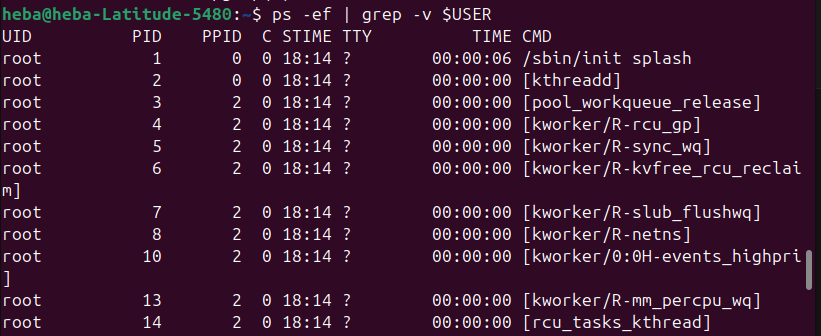 heba@heba-Latitude-5480:~$ ps -ef | grep -v $USER
UID          PID    PPID  C STIME TTY          TIME CMD
root           1       0  0 18:14 ?        00:00:06 /sbin/init splash
root           2       0  0 18:14 ?        00:00:00 [kthreadd]
root           3       2  0 18:14 ?        00:00:00 [pool_workqueue_release]
root           4       2  0 18:14 ?        00:00:00 [kworker/R-rcu_gp]
root           5       2  0 18:14 ?        00:00:00 [kworker/R-sync_wq]
root           6       2  0 18:14 ?        00:00:00 [kworker/R-kvfree_rcu_reclai
m]
root           7       2  0 18:14 ?        00:00:00 [kworker/R-slub_flushwq]
root           8       2  0 18:14 ?        00:00:00 [kworker/R-netns]
root          10       2  0 18:14 ?        00:00:00 [kworker/0:0H-events_highpri
]
root          13       2  0 18:14 ?        00:00:00 [kworker/R-mm_percpu_wq]
root          14       2  0 18:14 ?        00:00:00 [rcu_tasks_kthread]